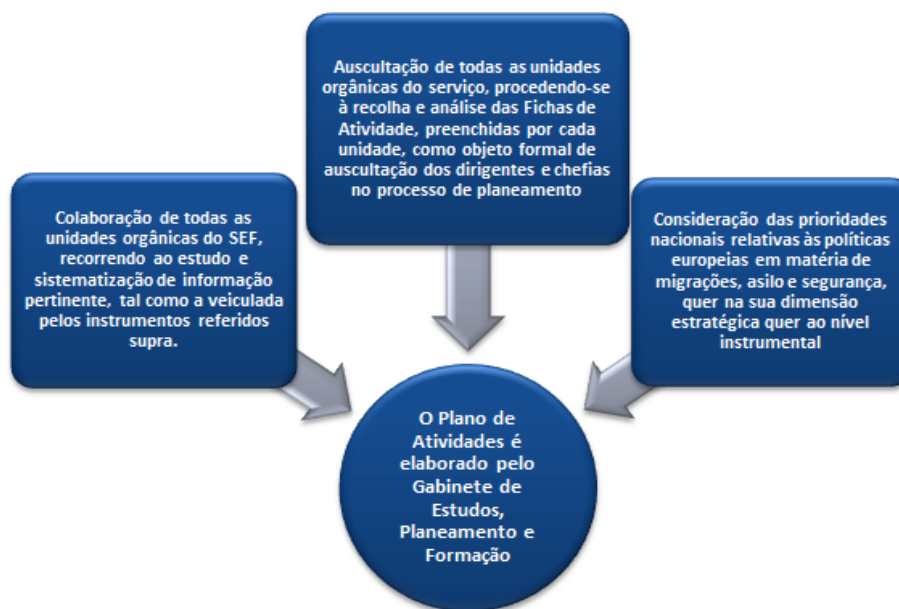 Auscultação de todas as unidades
orgânicas do serviço, procedendo-se
à recolha e análise das Fichas de
Atividade, preenchidas por cada
unidade, como objeto formal de
auscultação dos dirigentes e chefias
no processo de planeamento
Colaboração de todas as
unidades orgânicas do SEF,
recorrendo ao estudo e
sistematização de informação
pertinente, tal como a veiculada
pelos instrumentos referidos
supra.
Consideração das prioridades
nacionais relativas às políticas
europeias em matéria de
migrações, asilo e segurança,
quer na sua dimensão
estratégica quer ao nível
instrumental
O Plano de
Atividades é
elaborado pelo
Gabinete de
Estudos,
Planeamento e
Formação